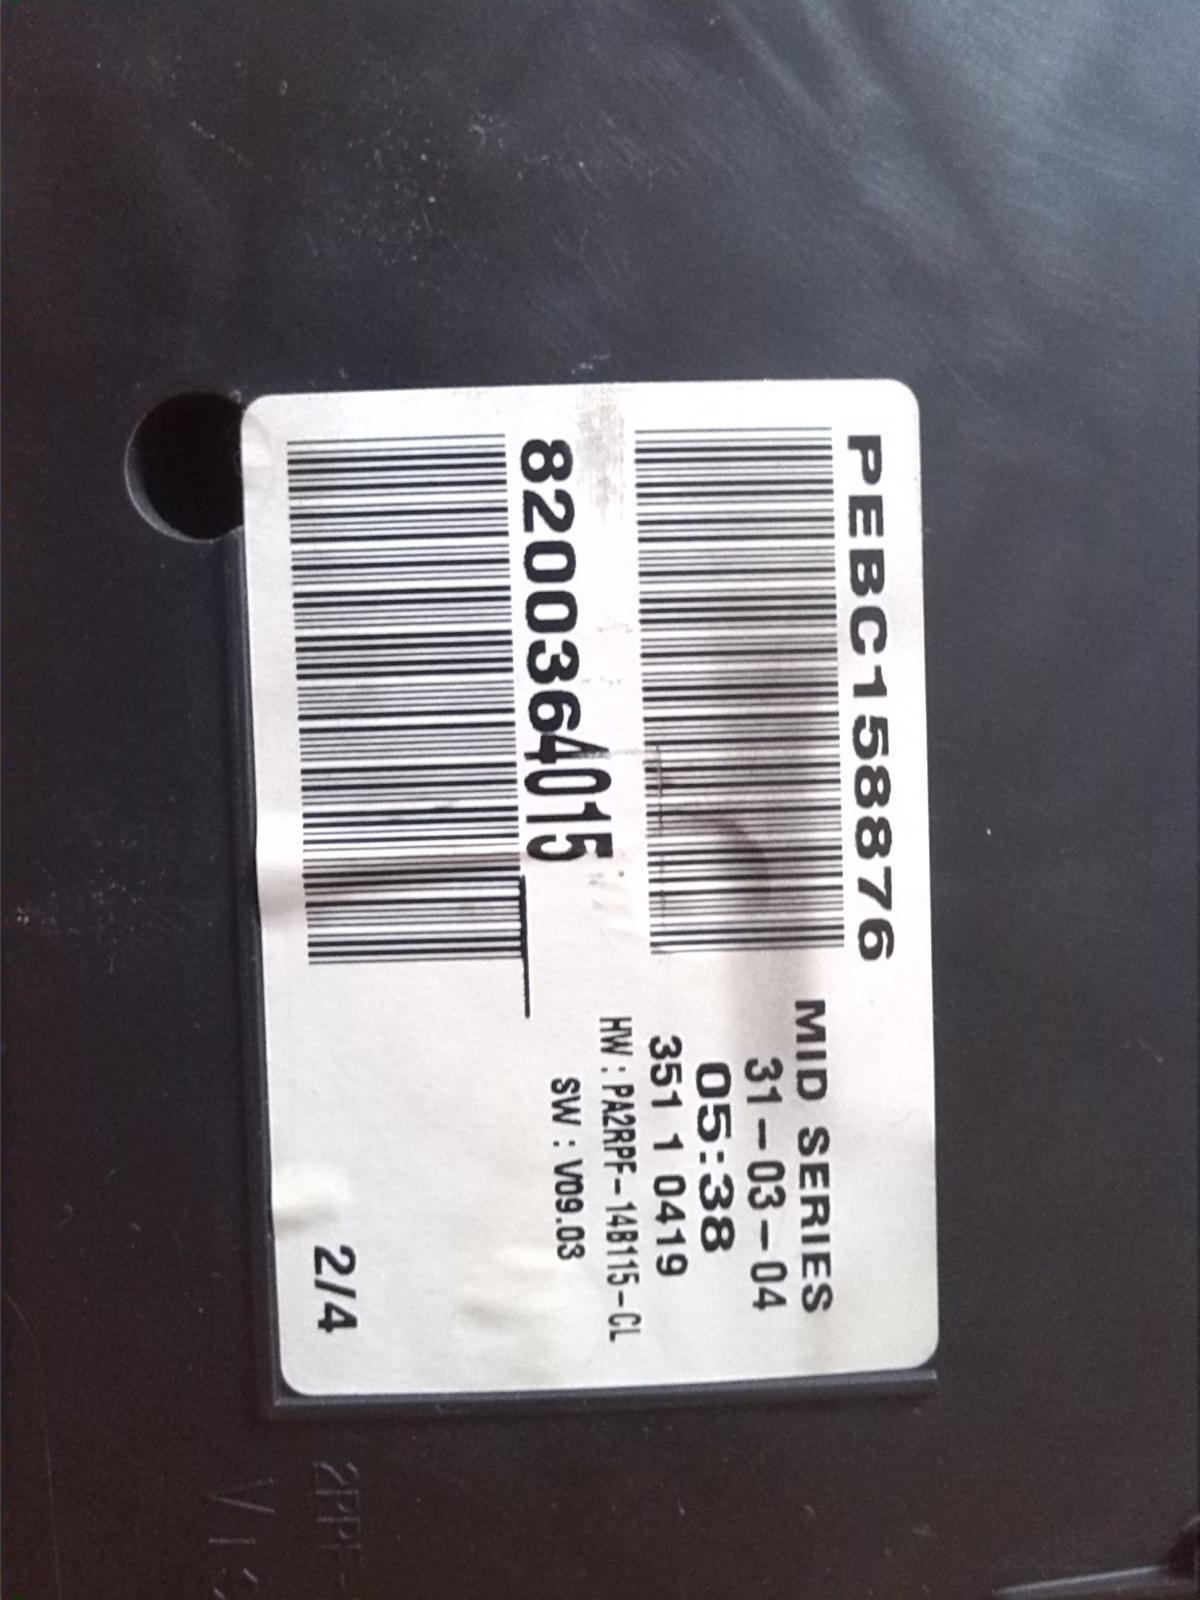 PEBC158876
8200364015
MID SERIES
31-03-04
05:38
351 1 0419
HW : PA2RPF-14B115-CL
SW : V09.03
2/4